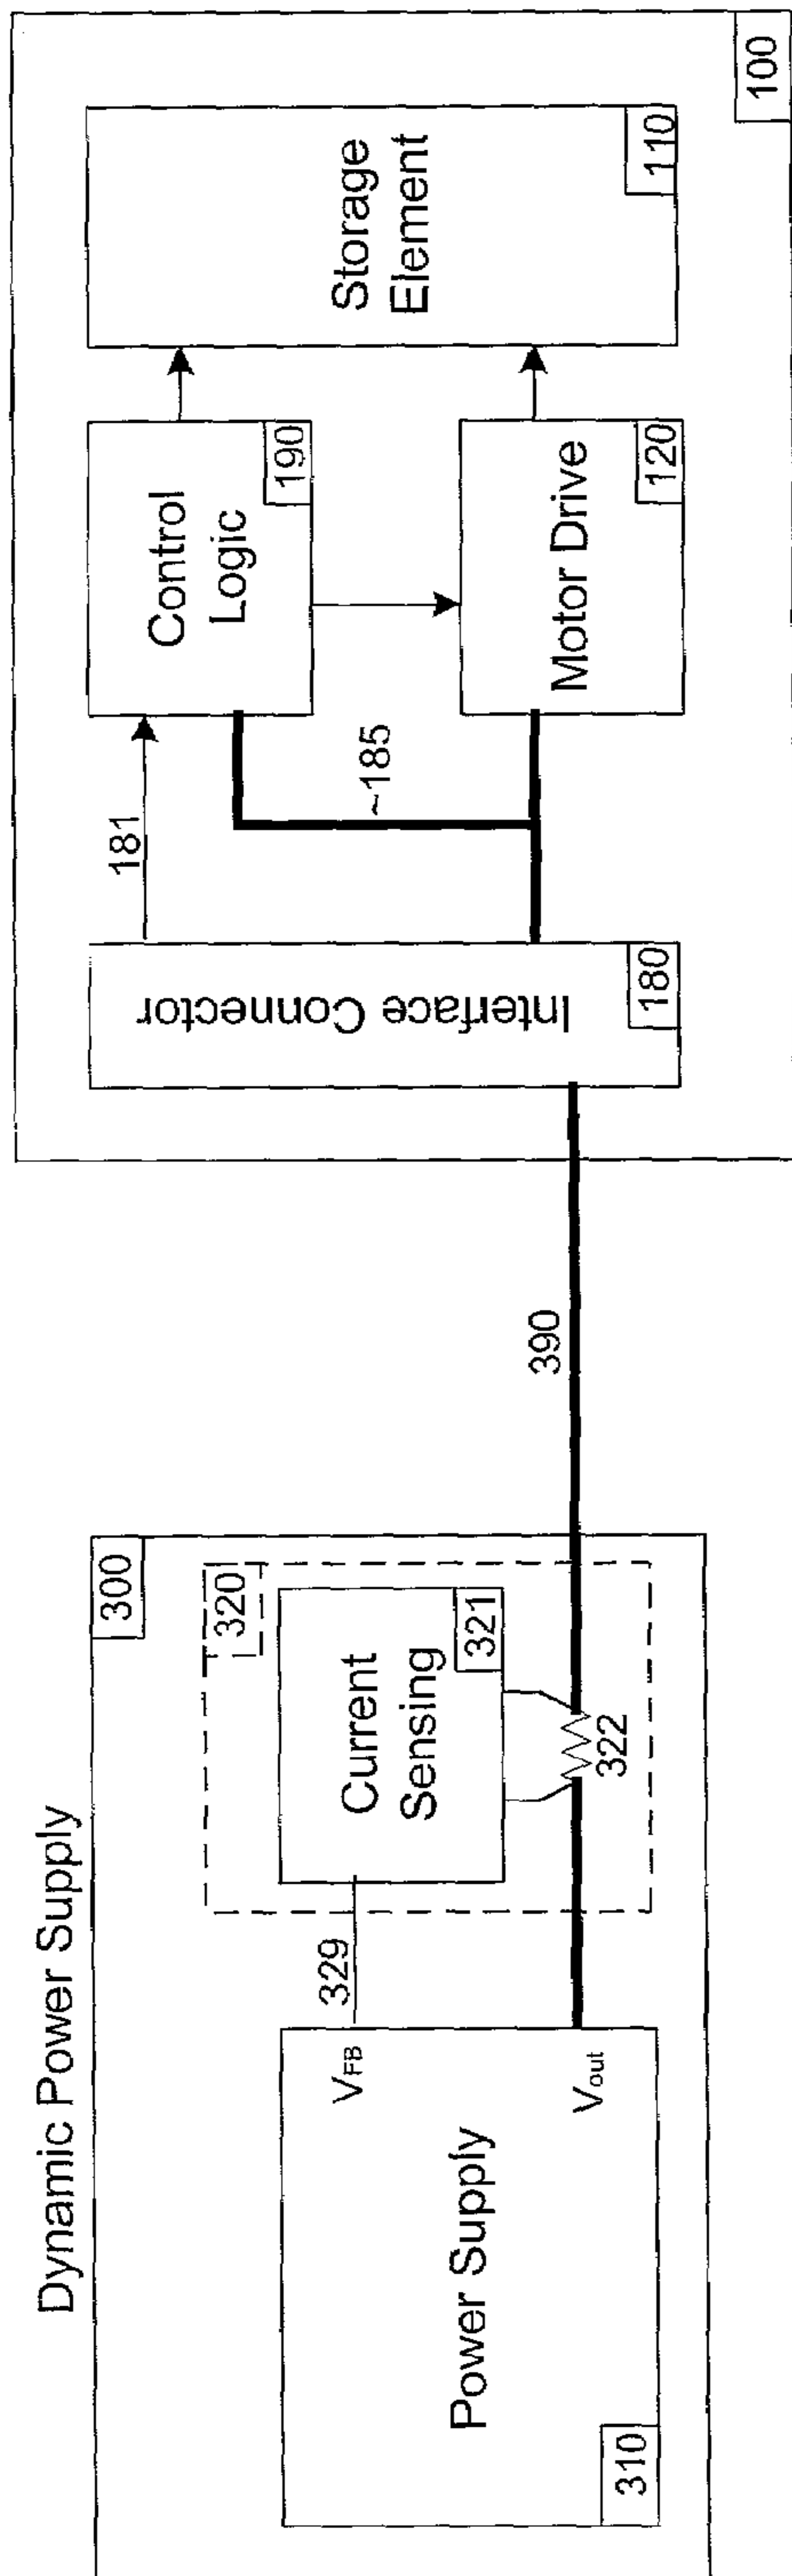 Dynamic Power Supply
300
320
Current
Sensing
321
322
329
VFB
Vout
Power Supply
310
390
100
Interface Connector
180
181
~185
Control
Logic
190
Motor Drive
120
Storage
Element
110